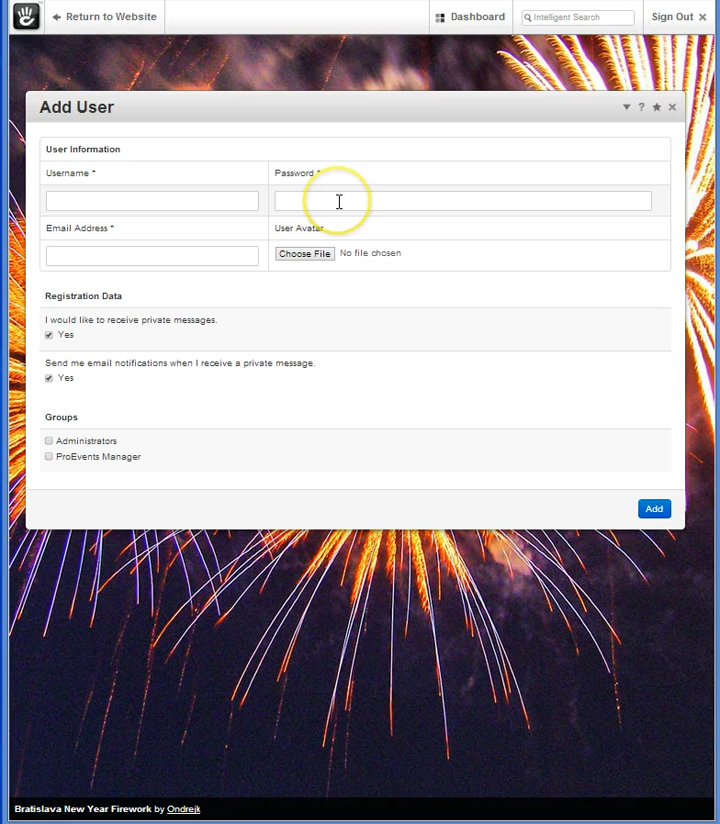 Return to Website
Dashboard
Intelligent Search
Sign Out
Add User
User Information
Username *
Password *
Email Address *
User Avatar
Choose File No file chosen
Registration Data
I would like to receive private messages.
Yes
Send me email notifications when I receive a private message.
Yes
Groups
Administrators
ProEvents Manager
Add
Bratislava New Year Firework by Ondrejk